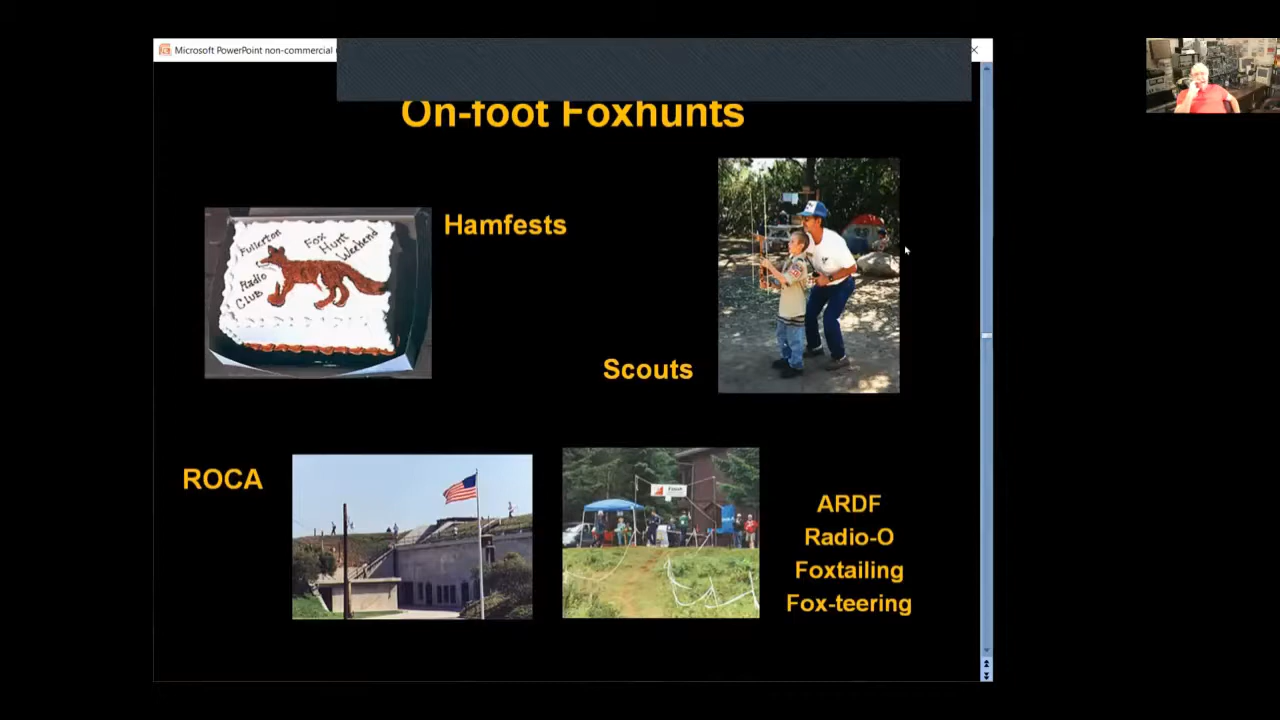 Microsoft PowerPoint non-commercial
On-foot Foxhunts
Fullerton
Fox
Hunt
Weekend
Radio
Club
Hamfests
Scouts
ROCA
ARDF
Radio-O
Foxtailing
Fox-teering